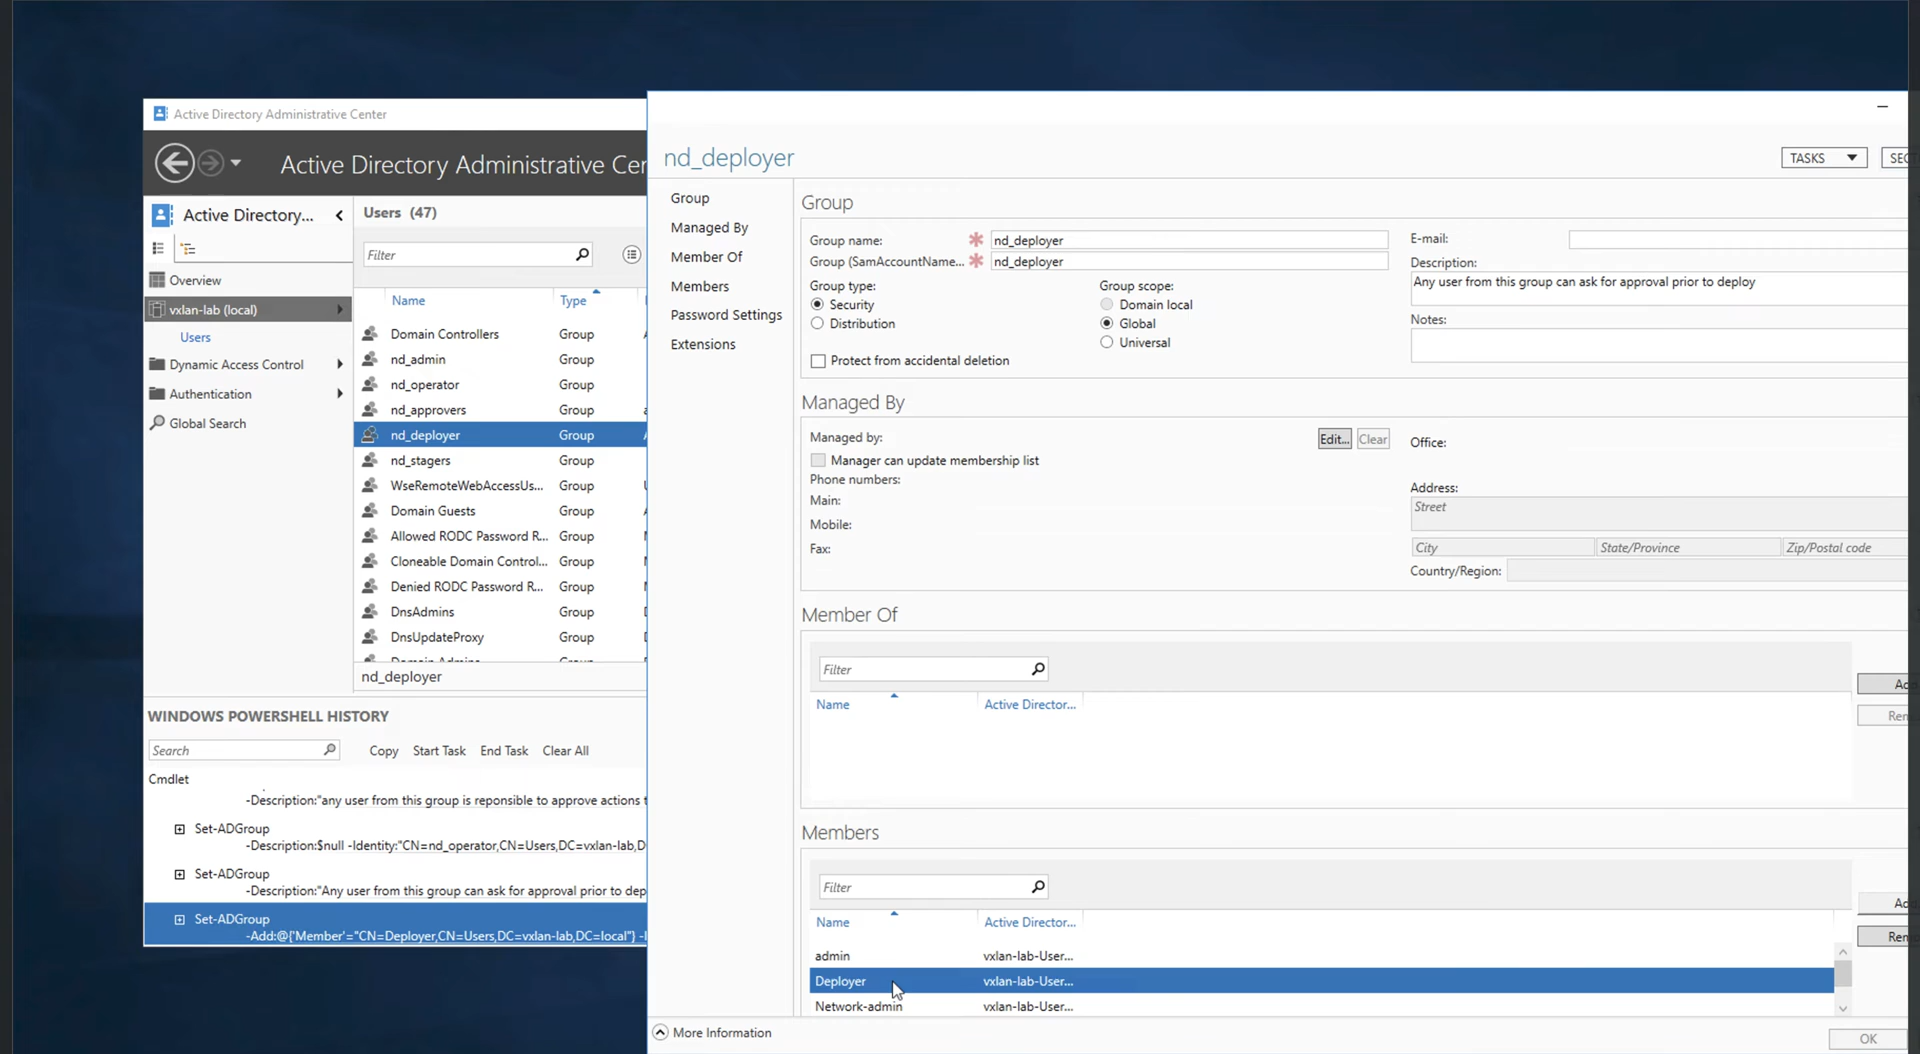 Active Directory Administrative Center
Active Directory Administrative Cer
Active Directory...
Overview
vxlan-lab (local)
Users
Dynamic Access Control
Authentication
Global Search
Users (47)
Filter
Name Type
Domain Controllers Group
nd_admin Group
nd_operator Group
nd_approvers Group
nd_deployer Group
nd_stagers Group
WseRemoteWebAccessUs... Group
Domain Guests Group
Allowed RODC Password R... Group
Cloneable Domain Control... Group
Denied RODC Password R... Group
DnsAdmins Group
DnsUpdateProxy Group
Domain Admins Group
nd_deployer
WINDOWS POWERSHELL HISTORY
Search Copy Start Task End Task Clear All
Cmdlet
-Description:"any user from this group is reponsible to approve actions t
Set-ADGroup
-Description:$null -Identity:"CN=nd_operator,CN=Users,DC=vxlan-lab,D
Set-ADGroup
-Description:"Any user from this group can ask for approval prior to dep
Set-ADGroup
-Add:@{'Member'="CN=Deployer,CN=Users,DC=vxlan-lab,DC=local"} -I
nd_deployer
TASKS SEC
Group
Managed By
Member Of
Members
Password Settings
Extensions
Group
Group name: * nd_deployer
Group (SamAccountName... * nd_deployer
Group type:
Security
Distribution
Group scope:
Domain local
Global
Universal
Protect from accidental deletion
E-mail:
Description:
Any user from this group can ask for approval prior to deploy
Notes:
Managed By
Managed by: Edit... Clear
Manager can update membership list
Phone numbers:
Main:
Mobile:
Fax:
Office:
Address:
Street
City State/Province Zip/Postal code
Country/Region:
Member Of
Filter
Name Active Director...
Ad
Ren
Members
Filter
Name Active Director...
admin vxlan-lab-User...
Deployer vxlan-lab-User...
Network-admin vxlan-lab-User...
Ad
Ren
More Information
OK